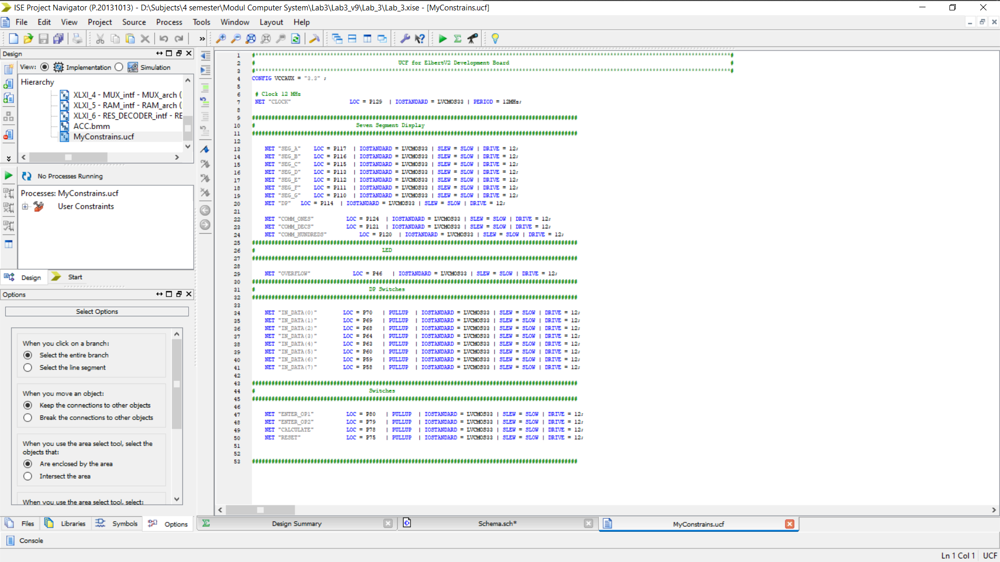 ISE Project Navigator (P.20131013) - D:\Subjects\4 semester\Modul Computer System\Lab3\Lab3_v9\Lab_3\Lab_3.xise - [MyConstrains.ucf]
File Edit View Project Source Process Tools Window Layout Help
Design
View: Implementation Simulation
Hierarchy
XLXI_4 - MUX_intf - MUX_arch (
XLXI_5 - RAM_intf - RAM_arch (
XLXI_6 - RES_DECODER_intf - RE
ACC.bmm
MyConstrains.ucf
No Processes Running
Processes: MyConstrains.ucf
User Constraints
Design Start
Options
Select Options
When you click on a branch:
Select the entire branch
Select the line segment
When you move an object:
Keep the connections to other objects
Break the connections to other objects
When you use the area select tool, select the
objects that:
Are enclosed by the area
Intersect the area
When you use the area select tool, select:
Files Libraries Symbols Options
1
2 # UCF for ElbertV2 Development Board #
3
4 CONFIG VCCAUX = "3.3" ;
5
6 # Clock 12 MHz
7 NET "CLOCK" LOC = P129 | IOSTANDARD = LVCMOS33 | PERIOD = 12MHz;
8
9
10 # Seven Segment Display
11
12
13 NET "SEG_A" LOC = P117 | IOSTANDARD = LVCMOS33 | SLEW = SLOW | DRIVE = 12;
14 NET "SEG_B" LOC = P116 | IOSTANDARD = LVCMOS33 | SLEW = SLOW | DRIVE = 12;
15 NET "SEG_C" LOC = P115 | IOSTANDARD = LVCMOS33 | SLEW = SLOW | DRIVE = 12;
16 NET "SEG_D" LOC = P113 | IOSTANDARD = LVCMOS33 | SLEW = SLOW | DRIVE = 12;
17 NET "SEG_E" LOC = P112 | IOSTANDARD = LVCMOS33 | SLEW = SLOW | DRIVE = 12;
18 NET "SEG_F" LOC = P111 | IOSTANDARD = LVCMOS33 | SLEW = SLOW | DRIVE = 12;
19 NET "SEG_G" LOC = P110 | IOSTANDARD = LVCMOS33 | SLEW = SLOW | DRIVE = 12;
20 NET "DP" LOC = P114 | IOSTANDARD = LVCMOS33 | SLEW = SLOW | DRIVE = 12;
21
22 NET "COMM_ONES" LOC = P124 | IOSTANDARD = LVCMOS33 | SLEW = SLOW | DRIVE = 12;
23 NET "COMM_DECS" LOC = P121 | IOSTANDARD = LVCMOS33 | SLEW = SLOW | DRIVE = 12;
24 NET "COMM_HUNDREDS" LOC = P120 | IOSTANDARD = LVCMOS33 | SLEW = SLOW | DRIVE = 12;
25
26 # LED
27
28
29 NET "OVERFLOW" LOC = P46 | IOSTANDARD = LVCMOS33 | SLEW = SLOW | DRIVE = 12;
30
31 # DP Switches
32
33
34 NET "IN_DATA(0)" LOC = P70 | PULLUP | IOSTANDARD = LVCMOS33 | SLEW = SLOW | DRIVE = 12;
35 NET "IN_DATA(1)" LOC = P69 | PULLUP | IOSTANDARD = LVCMOS33 | SLEW = SLOW | DRIVE = 12;
36 NET "IN_DATA(2)" LOC = P68 | PULLUP | IOSTANDARD = LVCMOS33 | SLEW = SLOW | DRIVE = 12;
37 NET "IN_DATA(3)" LOC = P64 | PULLUP | IOSTANDARD = LVCMOS33 | SLEW = SLOW | DRIVE = 12;
38 NET "IN_DATA(4)" LOC = P63 | PULLUP | IOSTANDARD = LVCMOS33 | SLEW = SLOW | DRIVE = 12;
39 NET "IN_DATA(5)" LOC = P60 | PULLUP | IOSTANDARD = LVCMOS33 | SLEW = SLOW | DRIVE = 12;
40 NET "IN_DATA(6)" LOC = P59 | PULLUP | IOSTANDARD = LVCMOS33 | SLEW = SLOW | DRIVE = 12;
41 NET "IN_DATA(7)" LOC = P58 | PULLUP | IOSTANDARD = LVCMOS33 | SLEW = SLOW | DRIVE = 12;
42
43
44 # Switches
45
46
47 NET "ENTER_OP1" LOC = P80 | PULLUP | IOSTANDARD = LVCMOS33 | SLEW = SLOW | DRIVE = 12;
48 NET "ENTER_OP2" LOC = P79 | PULLUP | IOSTANDARD = LVCMOS33 | SLEW = SLOW | DRIVE = 12;
49 NET "CALCULATE" LOC = P78 | PULLUP | IOSTANDARD = LVCMOS33 | SLEW = SLOW | DRIVE = 12;
50 NET "RESET" LOC = P75 | PULLUP | IOSTANDARD = LVCMOS33 | SLEW = SLOW | DRIVE = 12;
51
52
53
Design Summary Schema.sch* MyConstrains.ucf
Console
Ln 1 Col 1 UCF